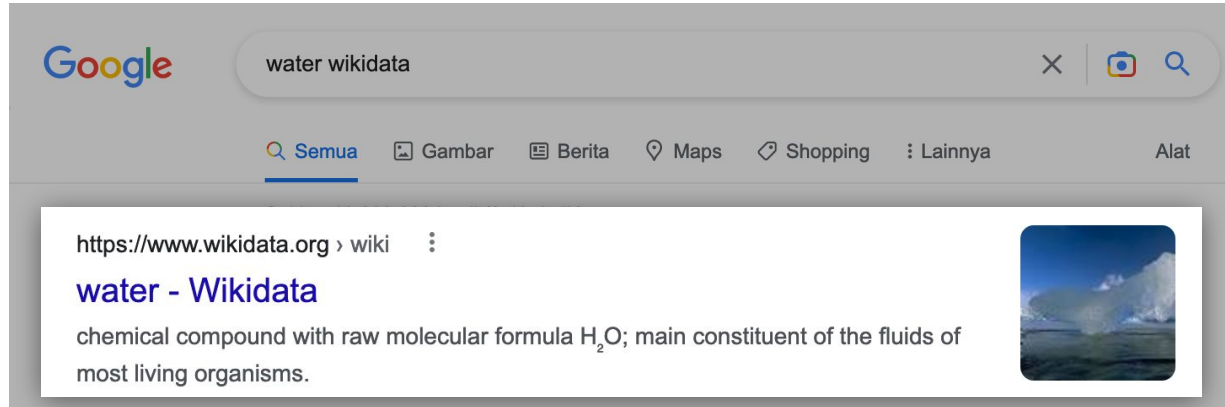 Google
water wikidata
Semua Gambar Berita Maps Shopping Lainnya Alat
https://www.wikidata.org › wiki
water - Wikidata
chemical compound with raw molecular formula H₂O; main constituent of the fluids of
most living organisms.